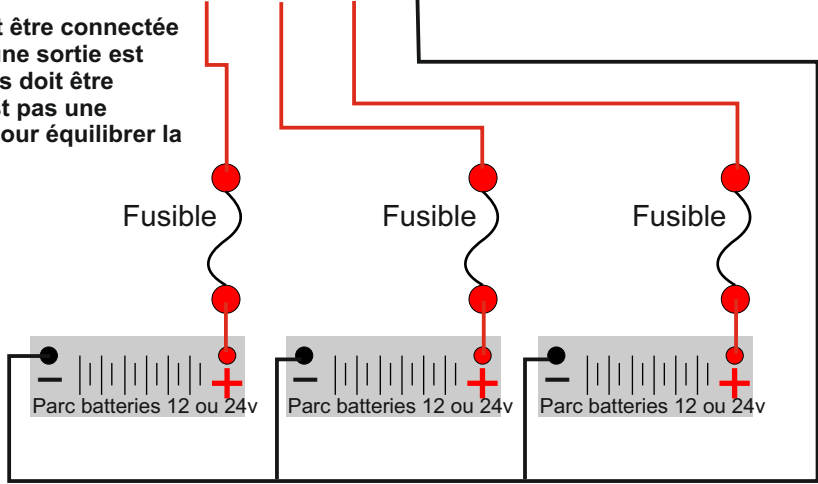 t être connectée
une sortie est
s doit être
st pas une
our équilibrer la
Fusible Fusible Fusible
Parc batteries 12 ou 24v Parc batteries 12 ou 24v Parc batteries 12 ou 24v